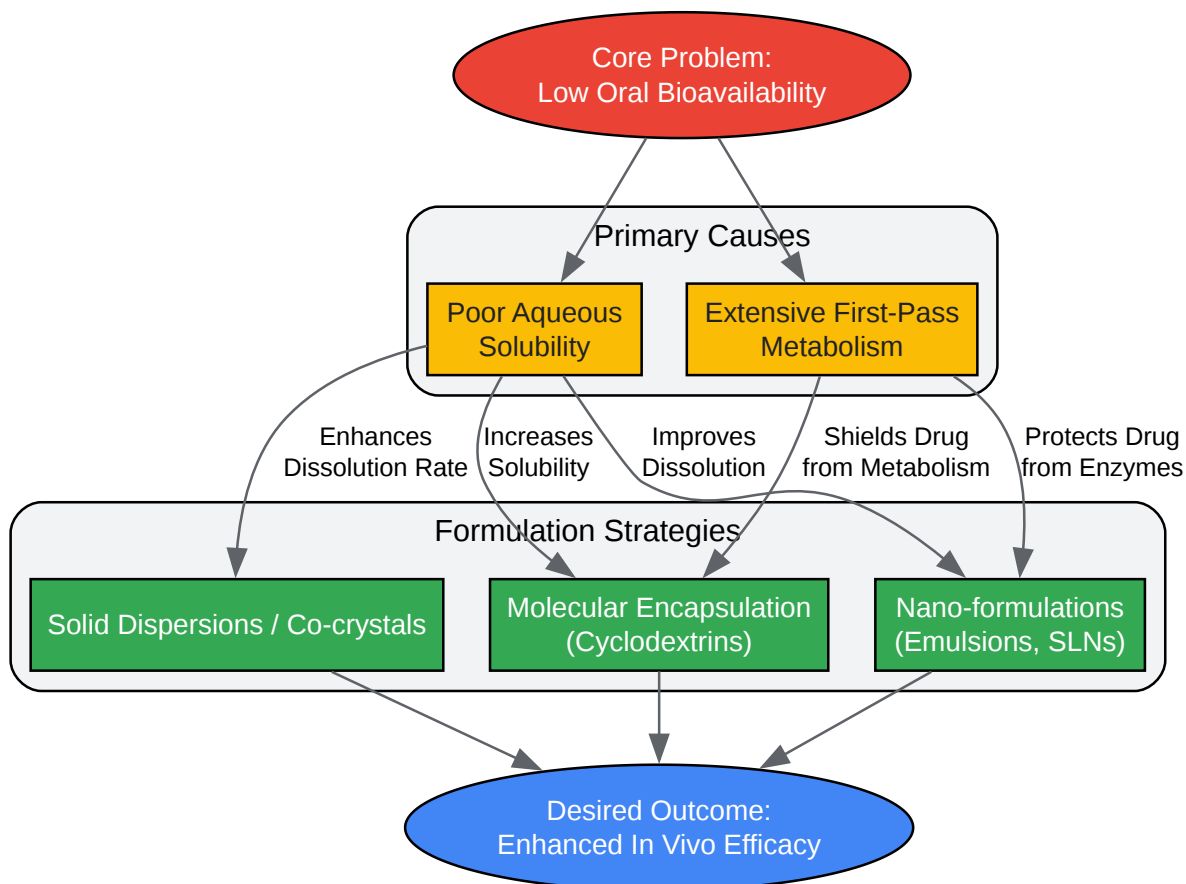 Core Problem:
Low Oral Bioavailability
Primary Causes
Poor Aqueous
Solubility
Extensive First-Pass
Metabolism
Enhances
Dissolution Rate
Increases
Solubility
Improves
Dissolution
Shields Drug
from Metabolism
Protects Drug
from Enzymes
Formulation Strategies
Solid Dispersions / Co-crystals
Molecular Encapsulation
(Cyclodextrins)
Nano-formulations
(Emulsions, SLNs)
Desired Outcome:
Enhanced In Vivo Efficacy